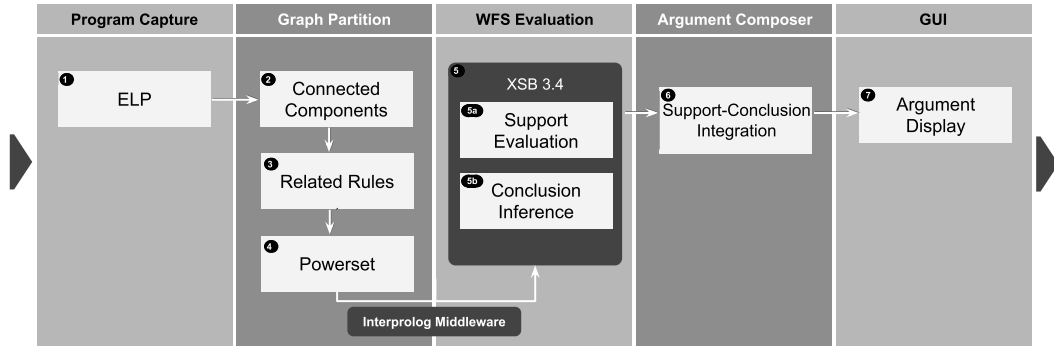 Program Capture
Graph Partition
WFS Evaluation
Argument Composer
GUI
1
ELP
2
Connected
Components
3
Related Rules
4
Powerset
Interprolog Middleware
5
XSB 3.4
5a
Support
Evaluation
5b
Conclusion
Inference
6
Support-Conclusion
Integration
7
Argument
Display